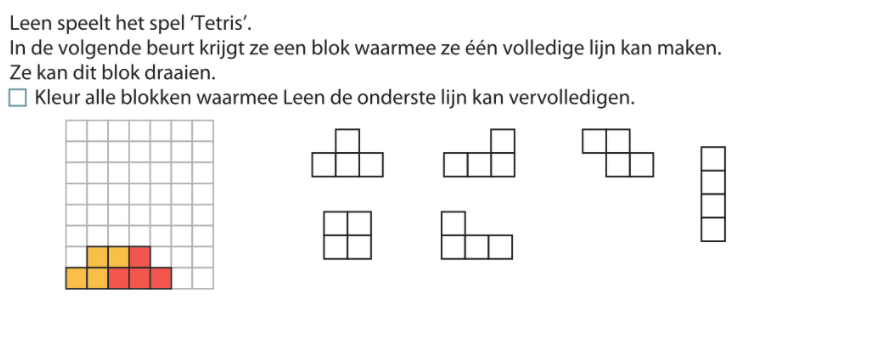 Leen speelt het spel ‘Tetris’.
In de volgende beurt krijgt ze een blok waarmee ze één volledige lijn kan maken.
Ze kan dit blok draaien.
Kleur alle blokken waarmee Leen de onderste lijn kan vervolledigen.